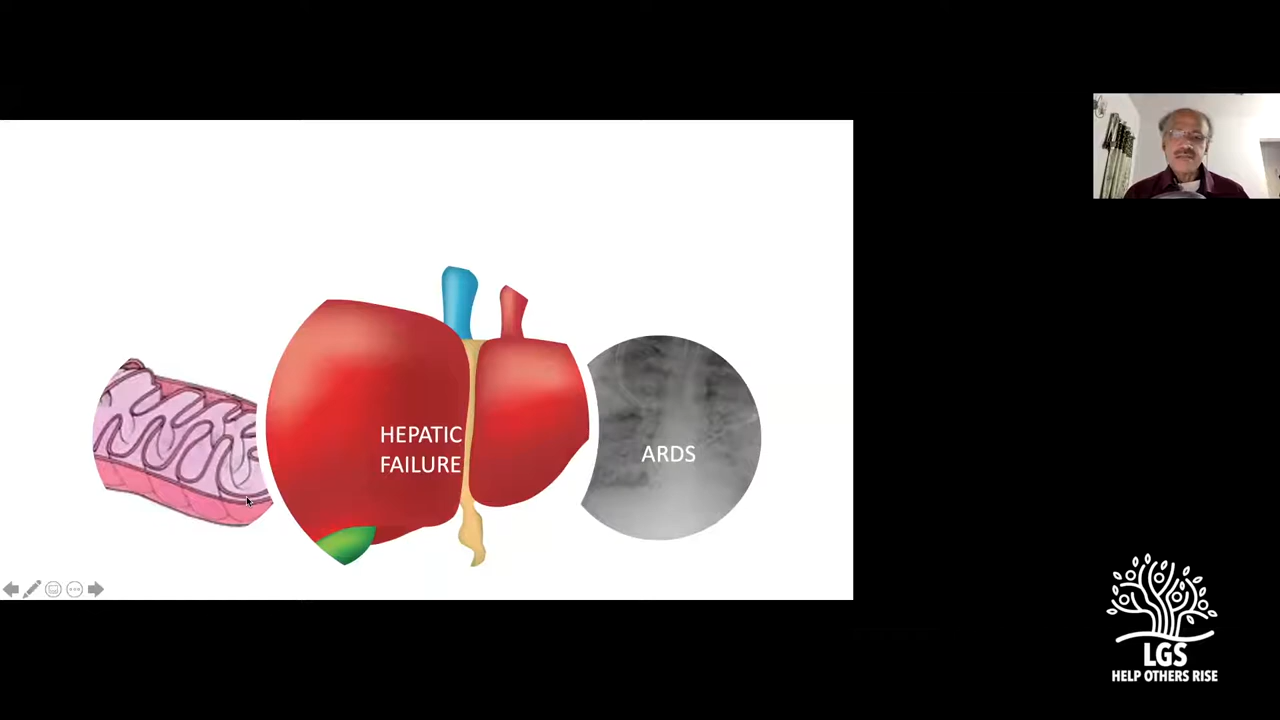 HEPATIC
FAILURE
ARDS
LGS
HELP OTHERS RISE